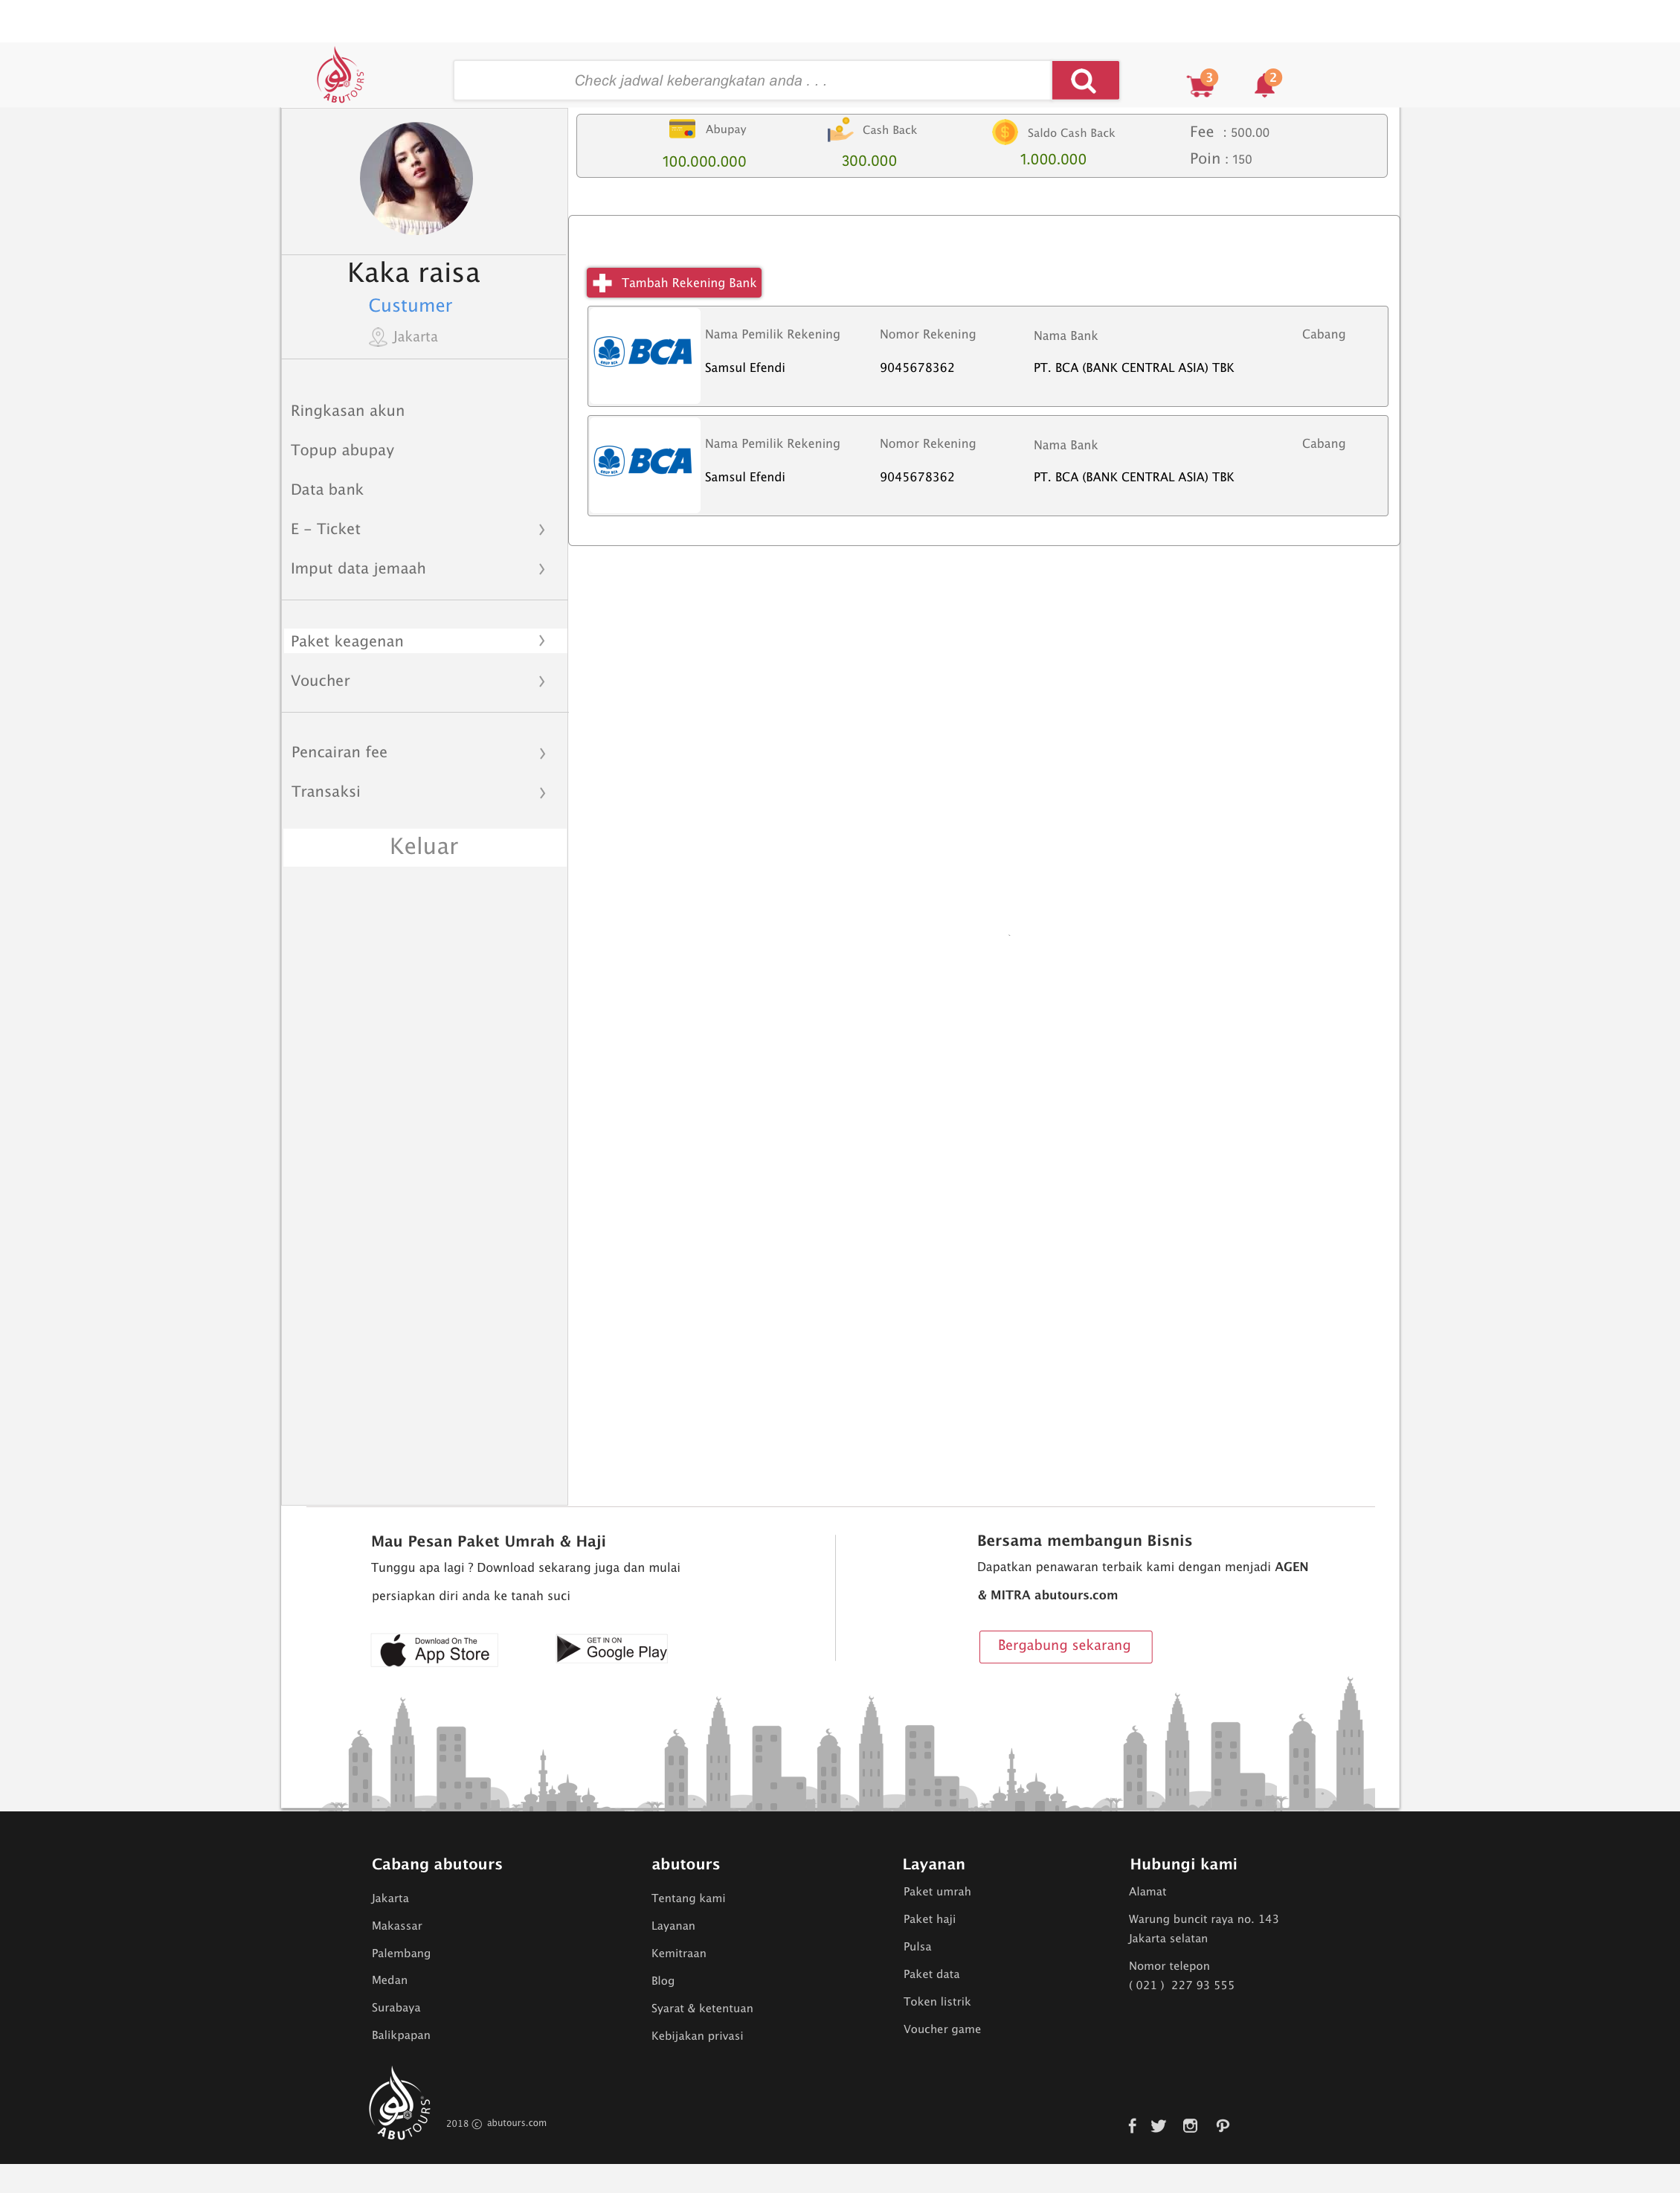 ABUTOURS
Check jadwal keberangkatan anda . . .
3
2
Abupay
100.000.000
Cash Back
300.000
Saldo Cash Back
1.000.000
Fee : 500.00
Poin : 150
Kaka raisa
Custumer
Jakarta
Ringkasan akun
Topup abupay
Data bank
E - Ticket
Imput data jemaah
Paket keagenan
Voucher
Pencairan fee
Transaksi
Keluar
Tambah Rekening Bank
BCA
Nama Pemilik Rekening
Nomor Rekening
Nama Bank
Cabang
Samsul Efendi
9045678362
PT. BCA (BANK CENTRAL ASIA) TBK
BCA
Nama Pemilik Rekening
Nomor Rekening
Nama Bank
Cabang
Samsul Efendi
9045678362
PT. BCA (BANK CENTRAL ASIA) TBK
Mau Pesan Paket Umrah & Haji
Tunggu apa lagi ? Download sekarang juga dan mulai
persiapkan diri anda ke tanah suci
Download On The
App Store
GET IN ON
Google Play
Bersama membangun Bisnis
Dapatkan penawaran terbaik kami dengan menjadi AGEN
& MITRA abutours.com
Bergabung sekarang
Cabang abutours
Jakarta
Makassar
Palembang
Medan
Surabaya
Balikpapan
abutours
Tentang kami
Layanan
Kemitraan
Blog
Syarat & ketentuan
Kebijakan privasi
Layanan
Paket umrah
Paket haji
Pulsa
Paket data
Token listrik
Voucher game
Hubungi kami
Alamat
Warung buncit raya no. 143
Jakarta selatan
Nomor telepon
( 021 ) 227 93 555
ABUTOURS
2018 © abutours.com